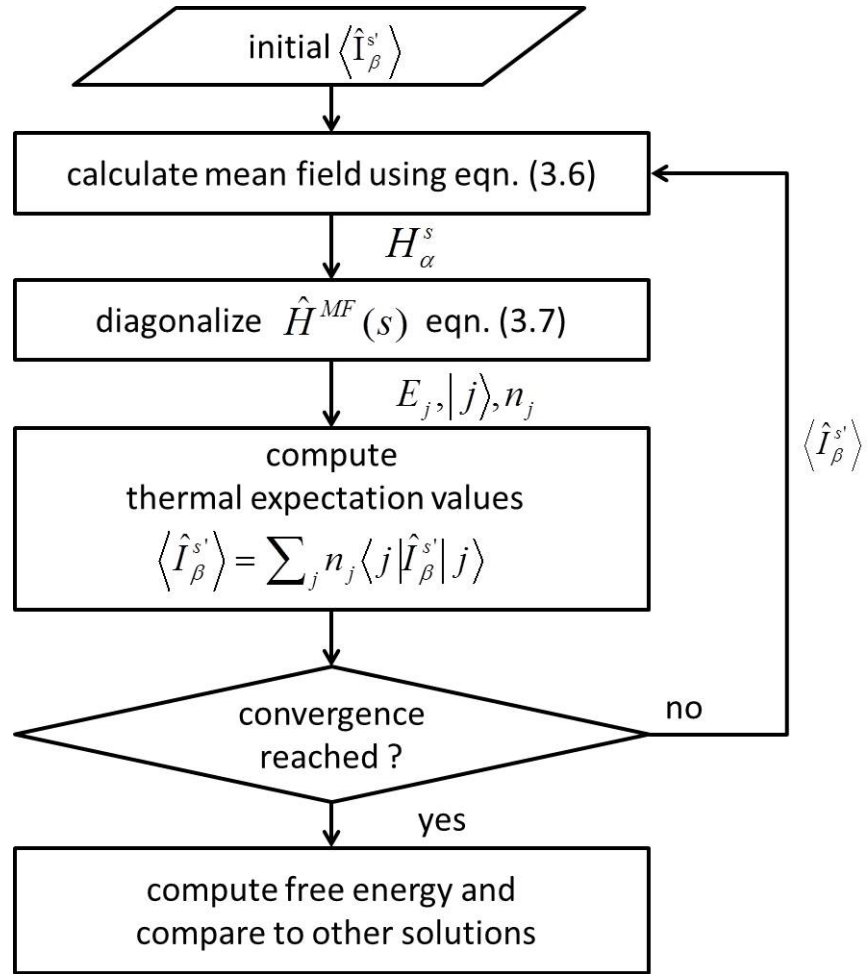 initial ⟨Î_β^{s'}⟩
calculate mean field using eqn. (3.6)
H_α^s
diagonalize Ĥ^{MF}(s) eqn. (3.7)
E_j,|j⟩,n_j
compute
thermal expectation values
⟨Î_β^{s'}⟩ = ∑_j n_j ⟨j|Î_β^{s'}|j⟩
⟨Î_β^{s'}⟩
convergence
reached ?
no
yes
compute free energy and
compare to other solutions